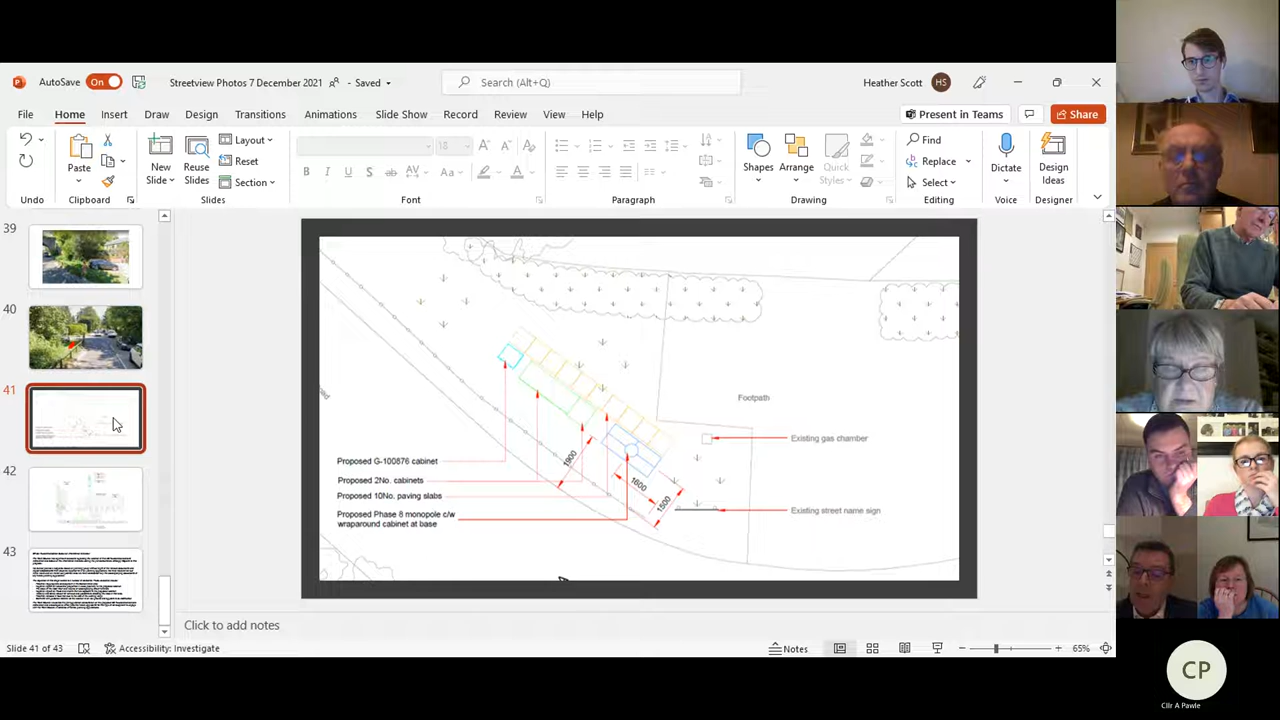 AutoSave On Streetview Photos 7 December 2021 - Saved Search (Alt+Q) Heather Scott HS
File Home Insert Draw Design Transitions Animations Slide Show Record Review View Help Present in Teams Share
Paste
New Slide
Reuse Slides
Layout
Reset
Section
18
Shapes
Arrange
Quick Styles
Find
Replace
Select
Dictate
Design Ideas
Undo Clipboard Slides Font Paragraph Drawing Editing Voice Designer
39
40
41
42
43
Footpath
Existing gas chamber
Existing street name sign
Proposed G-100876 cabinet
Proposed 2No. cabinets
Proposed 10No. paving slabs
Proposed Phase 8 monopole c/w
wraparound cabinet at base
1900
1600
1500
Click to add notes
Slide 41 of 43 Accessibility: Investigate Notes 65%
CP
Cllr A Pawle